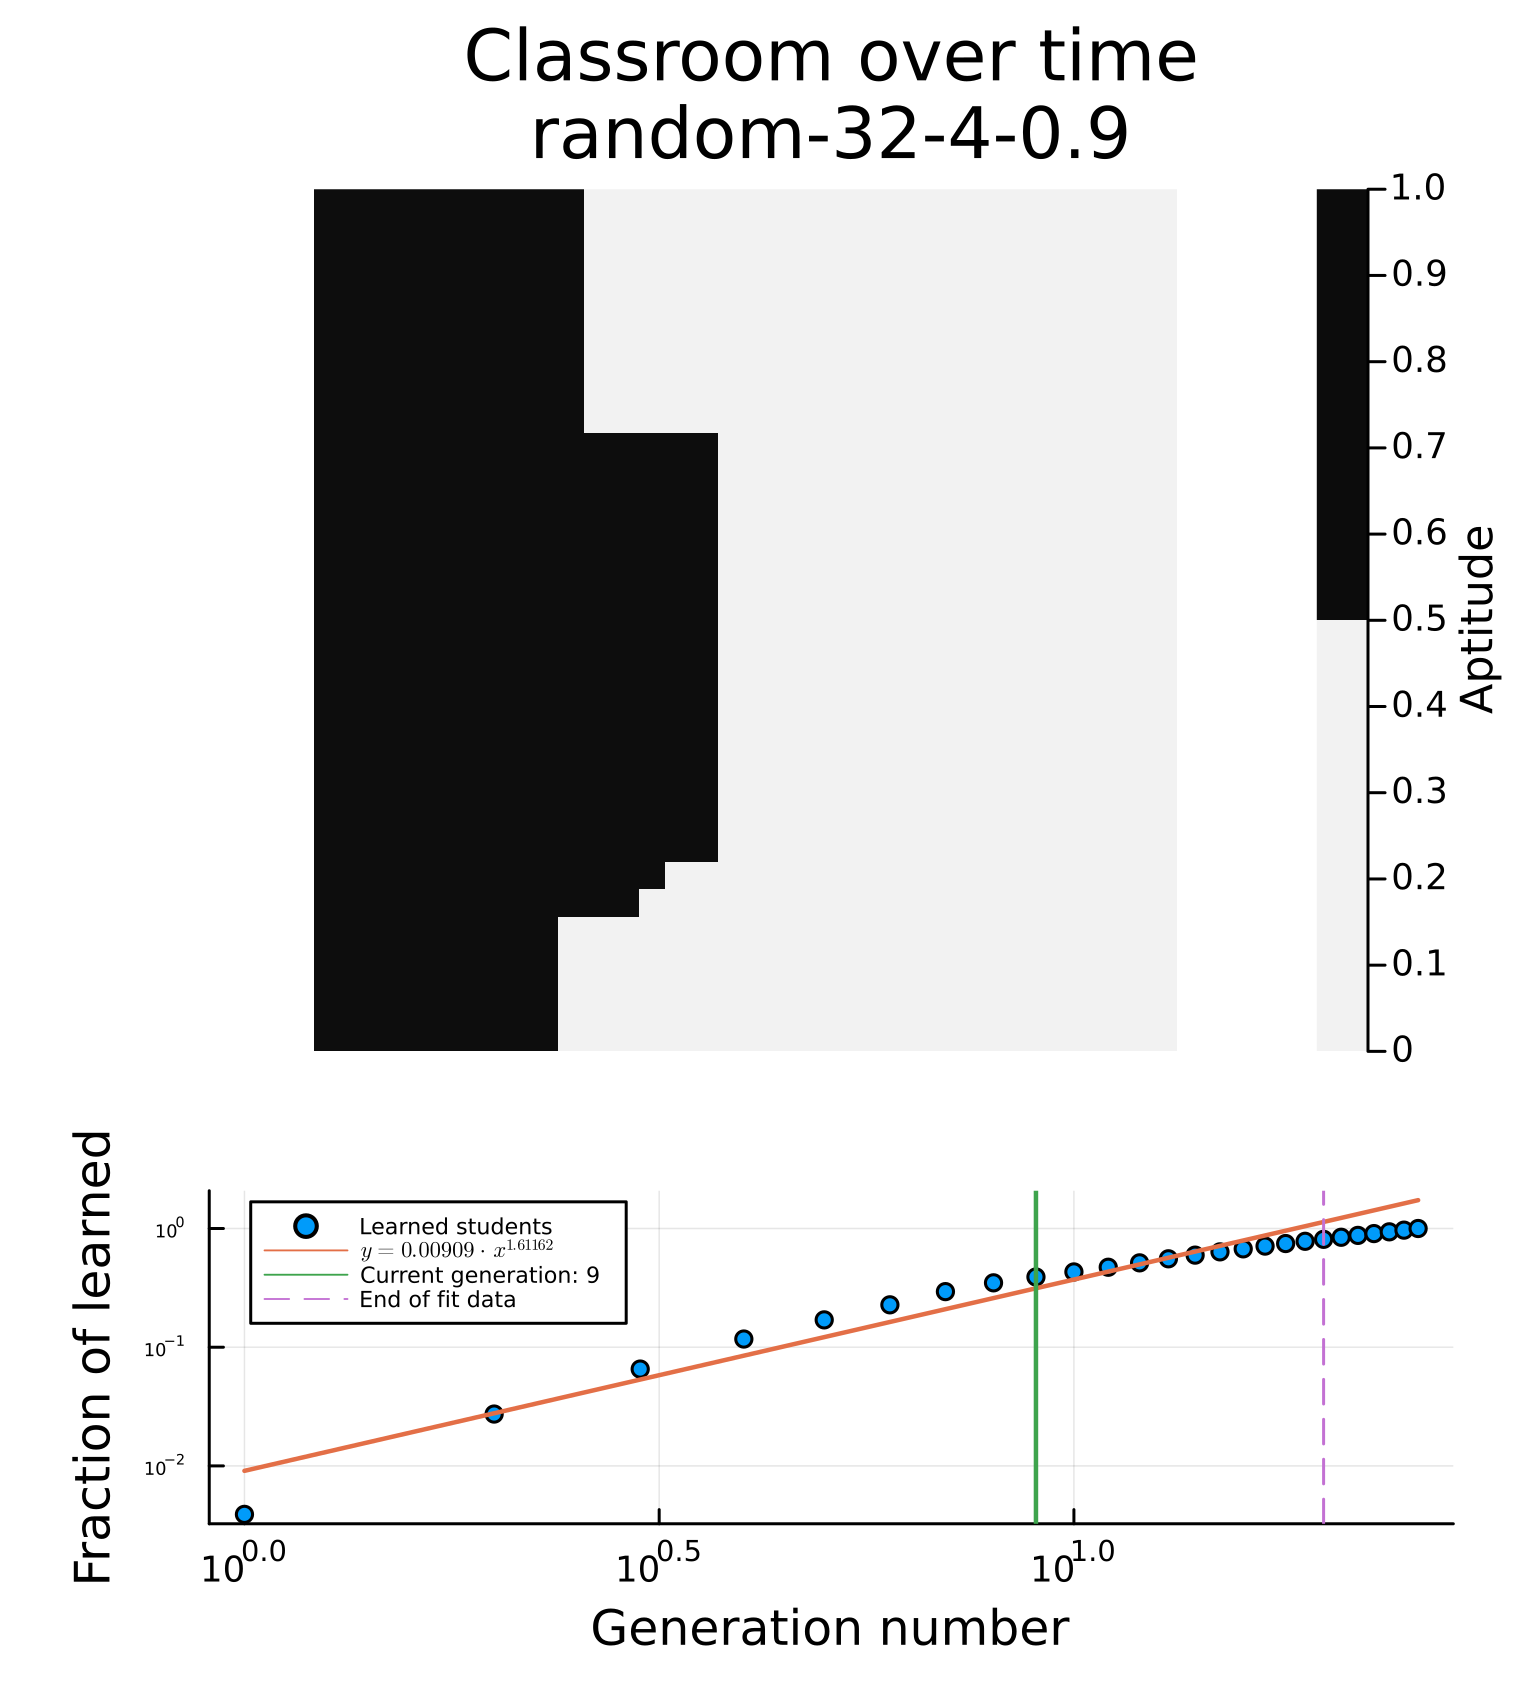 Classroom over time
random-32-4-0.9
1.0
0.9
0.8
0.7
0.6
0.5
0.4
0.3
0.2
0.1
0
Aptitude
Fraction of learned
10⁰
10⁻¹
10⁻²
Learned students
y = 0.00909 · x^1.61162
Current generation: 9
End of fit data
10^0.0
10^0.5
10^1.0
Generation number